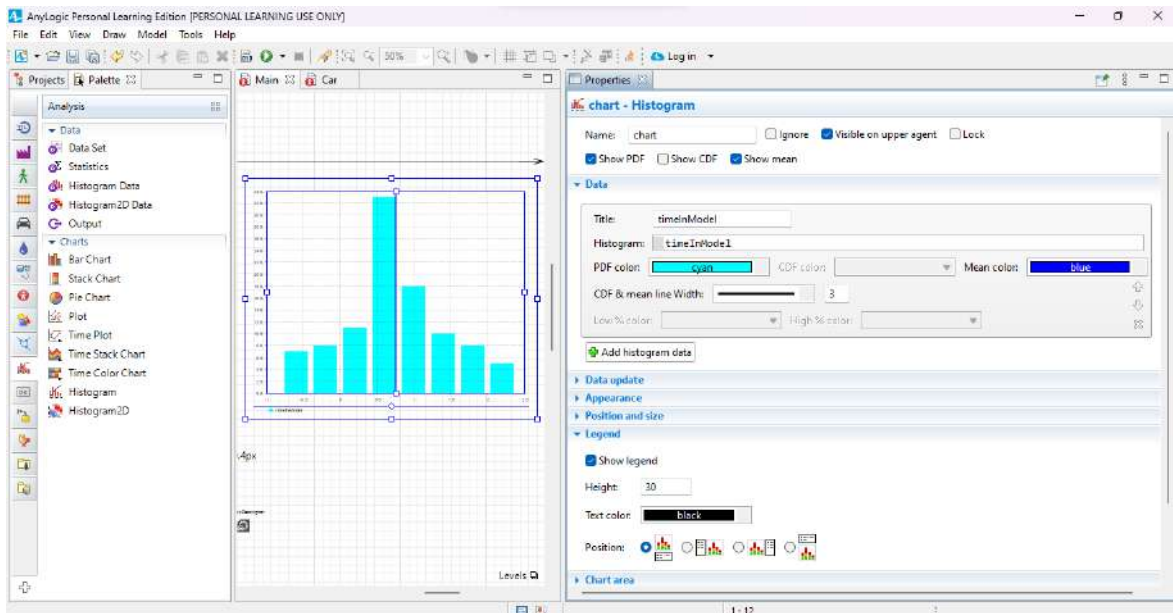 AnyLogic Personal Learning Edition [PERSONAL LEARNING USE ONLY]
File Edit View Draw Model Tools Help
50% Log in
Projects Palette
Analysis
Data
Data Set
Statistics
Histogram Data
Histogram2D Data
Output
Charts
Bar Chart
Stack Chart
Pie Chart
Plot
Time Plot
Time Stack Chart
Time Color Chart
Histogram
Histogram2D
Main Car
Levels
Properties
chart - Histogram
Name: chart Ignore Visible on upper agent Lock
Show PDF Show CDF Show mean
Data
Title: timeInModel
Histogram: timeInModel
PDF color: cyan CDF color: Mean color: blue
CDF & mean line Width: 3
Low % color: High % color:
Add histogram data
Data update
Appearance
Position and size
Legend
Show legend
Height: 30
Text color: black
Position:
Chart area